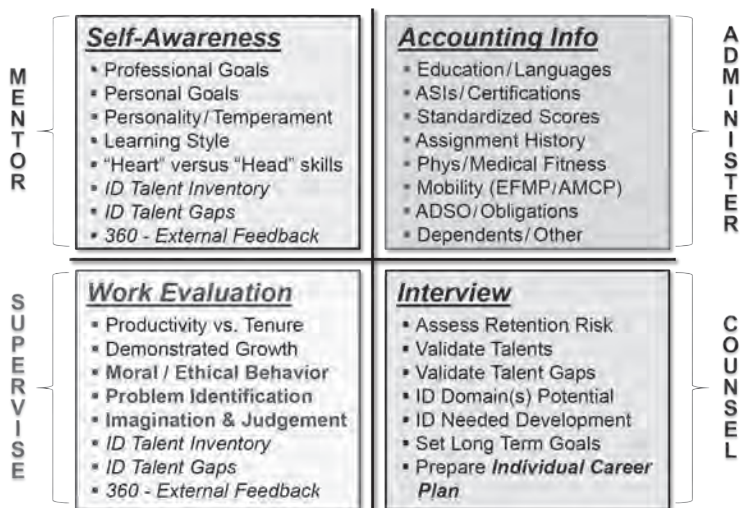 MENTOR
Self-Awareness
▪ Professional Goals
▪ Personal Goals
▪ Personality/Temperament
▪ Learning Style
▪ “Heart” versus “Head” skills
▪ ID Talent Inventory
▪ ID Talent Gaps
▪ 360 - External Feedback
Accounting Info
▪ Education/Languages
▪ ASIs/Certifications
▪ Standardized Scores
▪ Assignment History
▪ Phys/Medical Fitness
▪ Mobility (EFMP/AMCP)
▪ ADSO/Obligations
▪ Dependents/Other
ADMINISTER
SUPERVISE
Work Evaluation
▪ Productivity vs. Tenure
▪ Demonstrated Growth
▪ Moral / Ethical Behavior
▪ Problem Identification
▪ Imagination & Judgement
▪ ID Talent Inventory
▪ ID Talent Gaps
▪ 360 - External Feedback
Interview
▪ Assess Retention Risk
▪ Validate Talents
▪ Validate Talent Gaps
▪ ID Domain(s) Potential
▪ ID Needed Development
▪ Set Long Term Goals
▪ Prepare Individual Career
Plan
COUNSEL